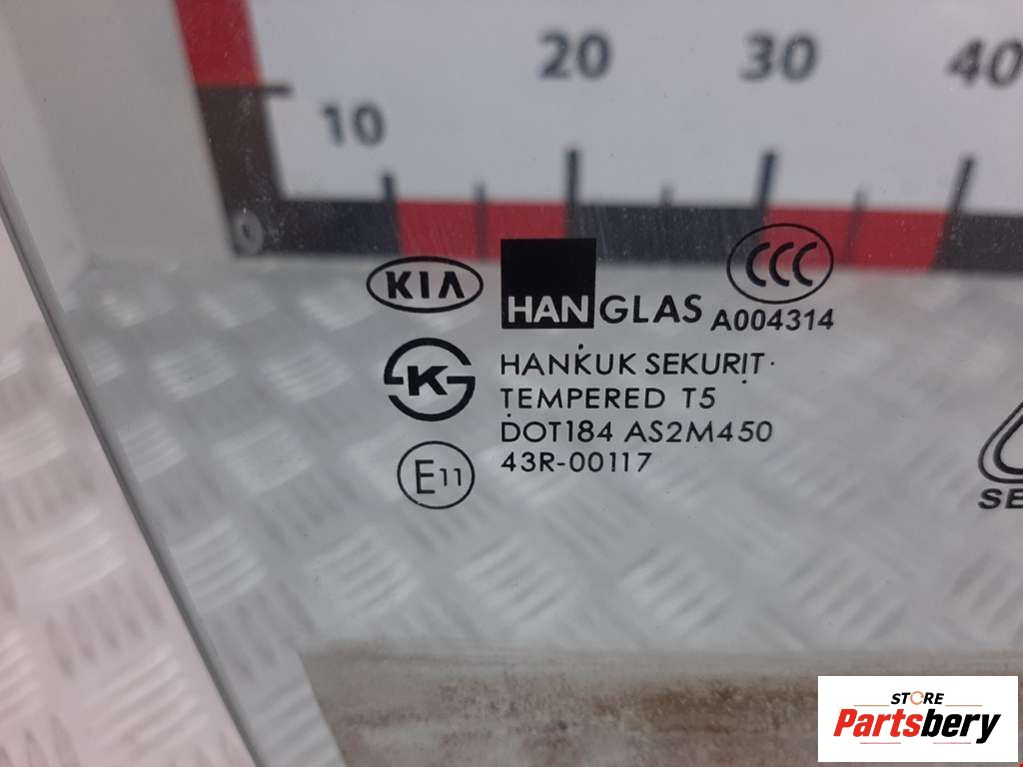 10 20 30 40
KIA
HANGLAS
CCC
A004314
K
HANKUK SEKURIT
TEMPERED T5
DOT184 AS2M450
E11
43R-00117
STORE
Partsbery